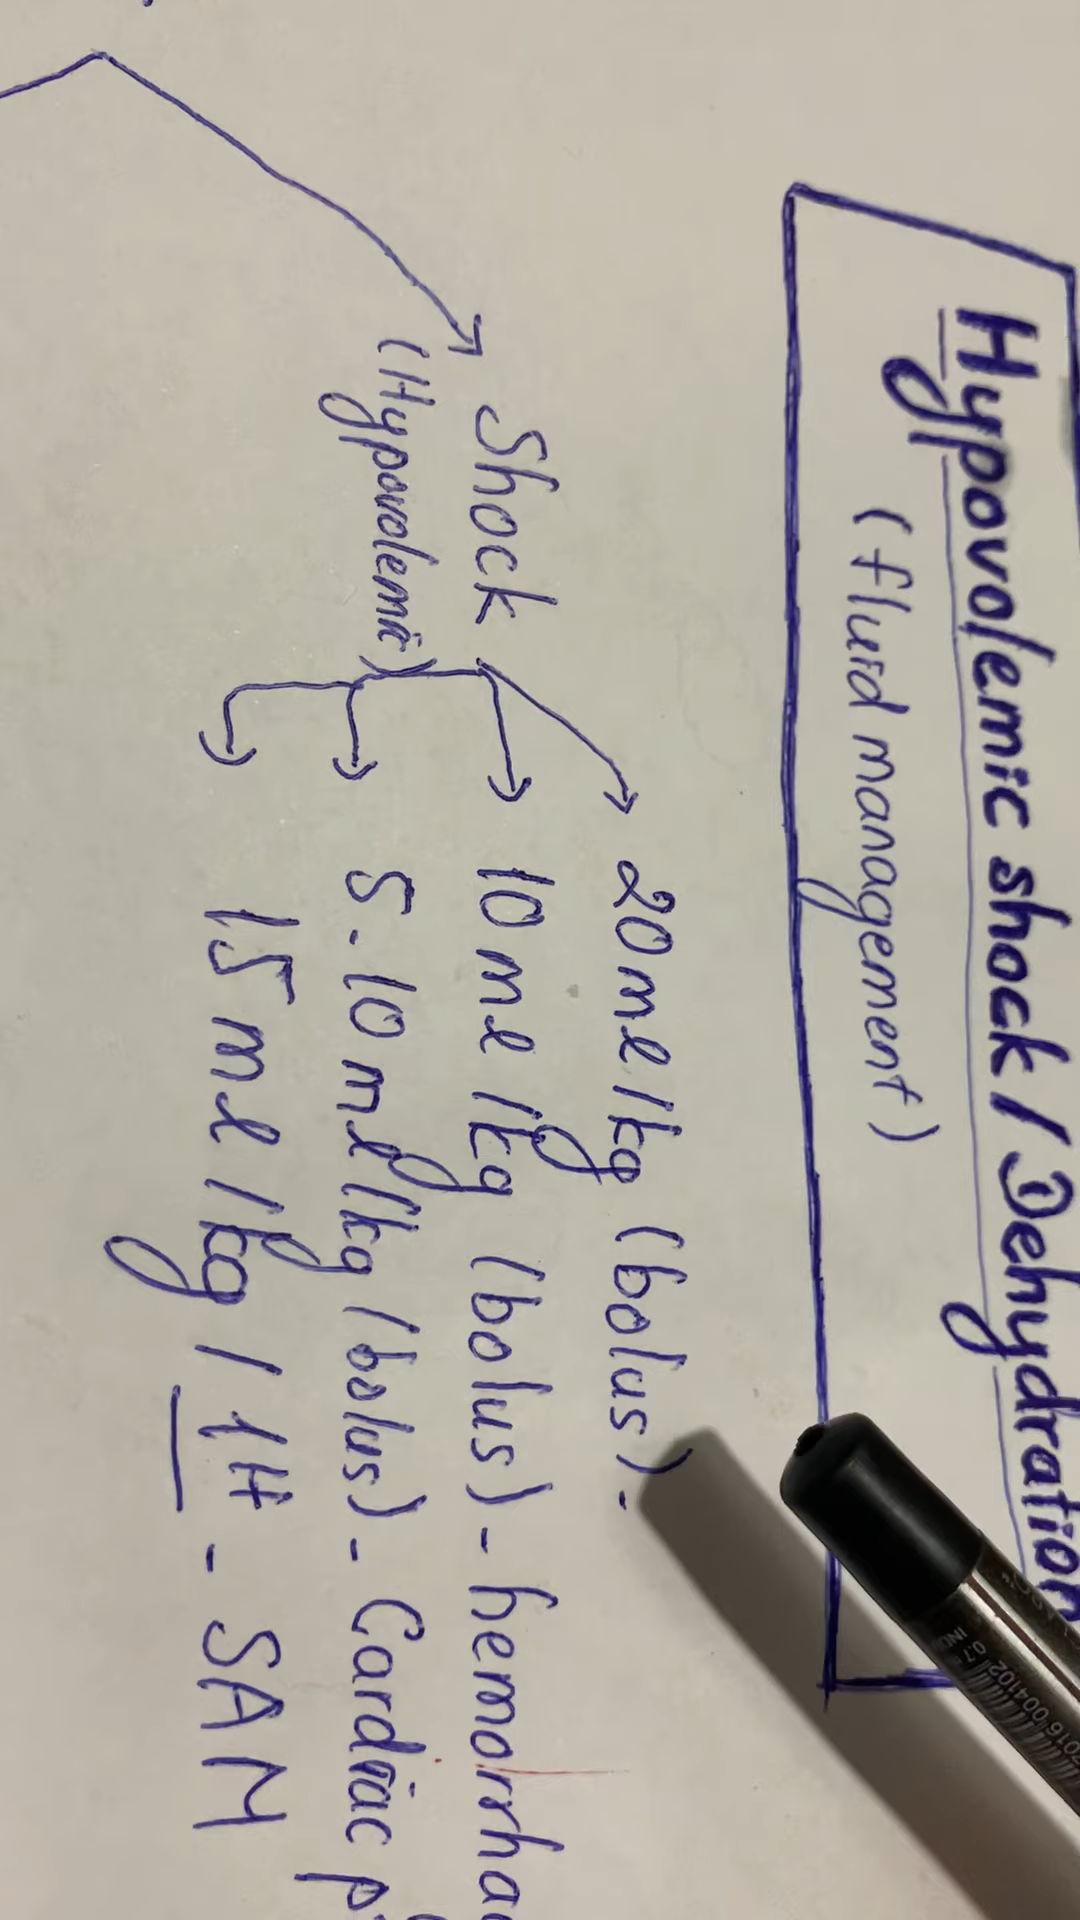 Hypovolemic shock / Dehydration
(fluid management)
Shock
(Hypovolemic)
20 ml/kg (bolus) -
10 ml/kg (bolus) -
5-10 ml/kg (bolus) - Cardiac
15 ml/kg/1H - SAM
004102